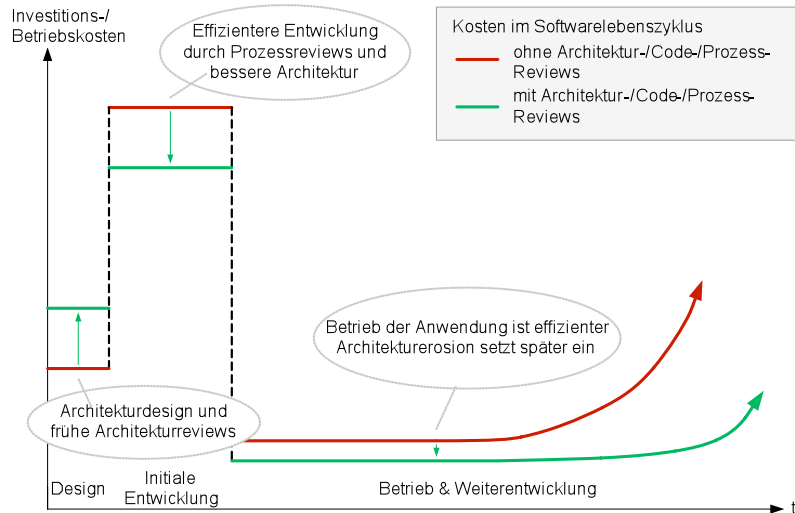 Investitions-/
Betriebskosten
Effizientere Entwicklung
durch Prozessreviews und
bessere Architektur
Kosten im Softwarelebenszyklus
ohne Architektur-/Code-/Prozess-
Reviews
mit Architektur-/Code-/Prozess-
Reviews
Betrieb der Anwendung ist effizienter
Architekturerosion setzt später ein
Architekturdesign und
frühe Architekturreviews
Design
Initiale
Entwicklung
Betrieb & Weiterentwicklung
t